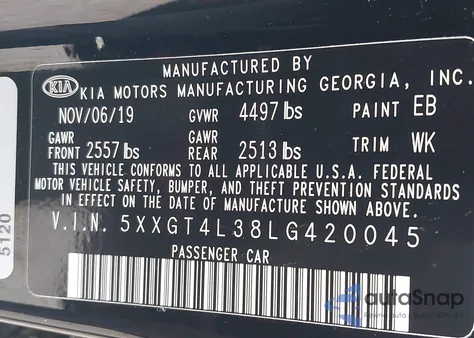 MANUFACTURED BY
KIA KIA MOTORS MANUFACTURING GEORGIA, INC.
NOV/06/19 GVWR 4497 lbs PAINT EB
GAWR FRONT 2557 lbs GAWR REAR 2513 lbs TRIM WK
THIS VEHICLE CONFORMS TO ALL APPLICABLE U.S.A. FEDERAL
MOTOR VEHICLE SAFETY, BUMPER, AND THEFT PREVENTION STANDARDS
IN EFFECT ON THE DATE OF MANUFACTURE SHOWN ABOVE.
V.I.N. 5XXGT4L38LG420045
PASSENGER CAR
5120
autoSnap